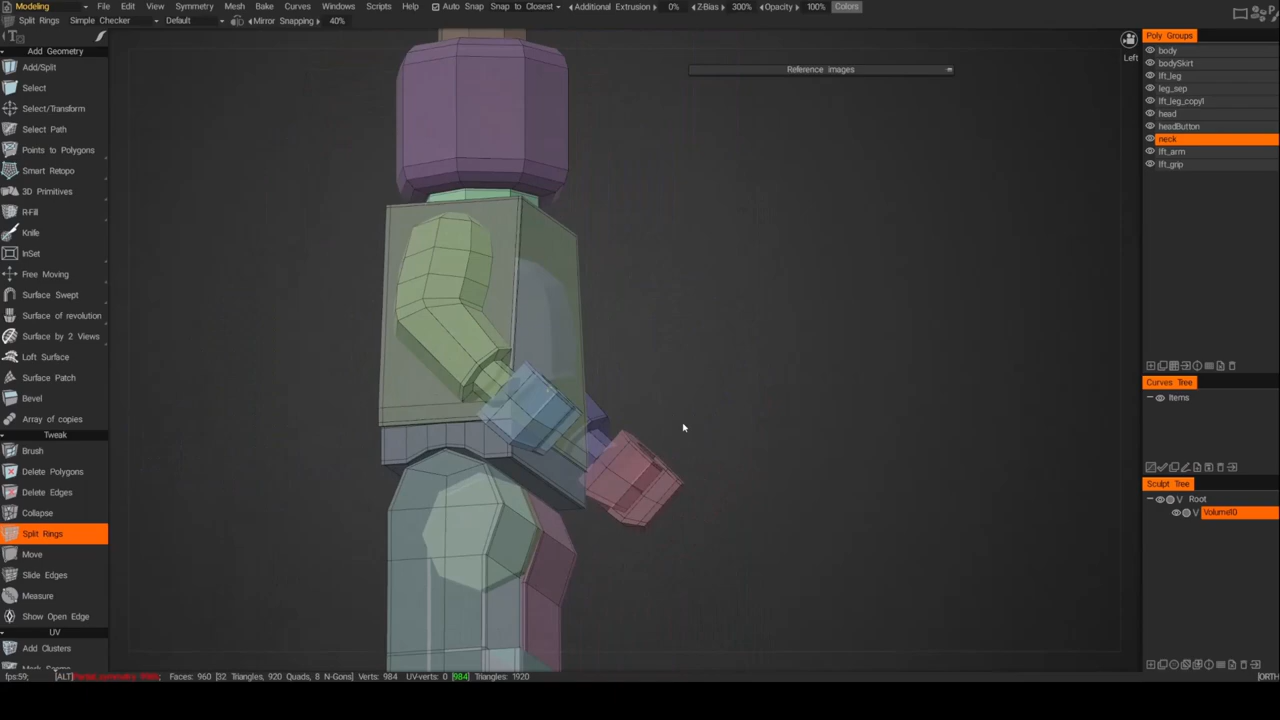 Modeling File Edit View Symmetry Mesh Bake Curves Windows Scripts Help Auto Snap Snap to Closest Additional Extrusion 0% Z-Bias 300% Opacity 100% Colors
Split Rings Simple Checker Default Mirror Snapping 40%
Add Geometry
Add/Split
Select
Select/Transform
Select Path
Points to Polygons
Smart Retopo
3D Primitives
R-Fill
Knife
InSet
Free Moving
Surface Swept
Surface of revolution
Surface by 2 Views
Loft Surface
Surface Patch
Bevel
Array of copies
Tweak
Brush
Delete Polygons
Delete Edges
Collapse
Split Rings
Move
Slide Edges
Measure
Show Open Edge
UV
Add Clusters
Reference images
Left
Poly Groups
body
bodySkirt
lft_leg
leg_sep
lft_leg_copy1
head
headButton
neck
lft_arm
lft_grip
Curves Tree
Items
Sculpt Tree
V Root
V Volume10
fps:59; [ALT] Faces: 960 [32 Triangles, 920 Quads, 8 N-Gons] Verts: 984 UV-verts: 0 [984] Triangles: 1920
[ORTH